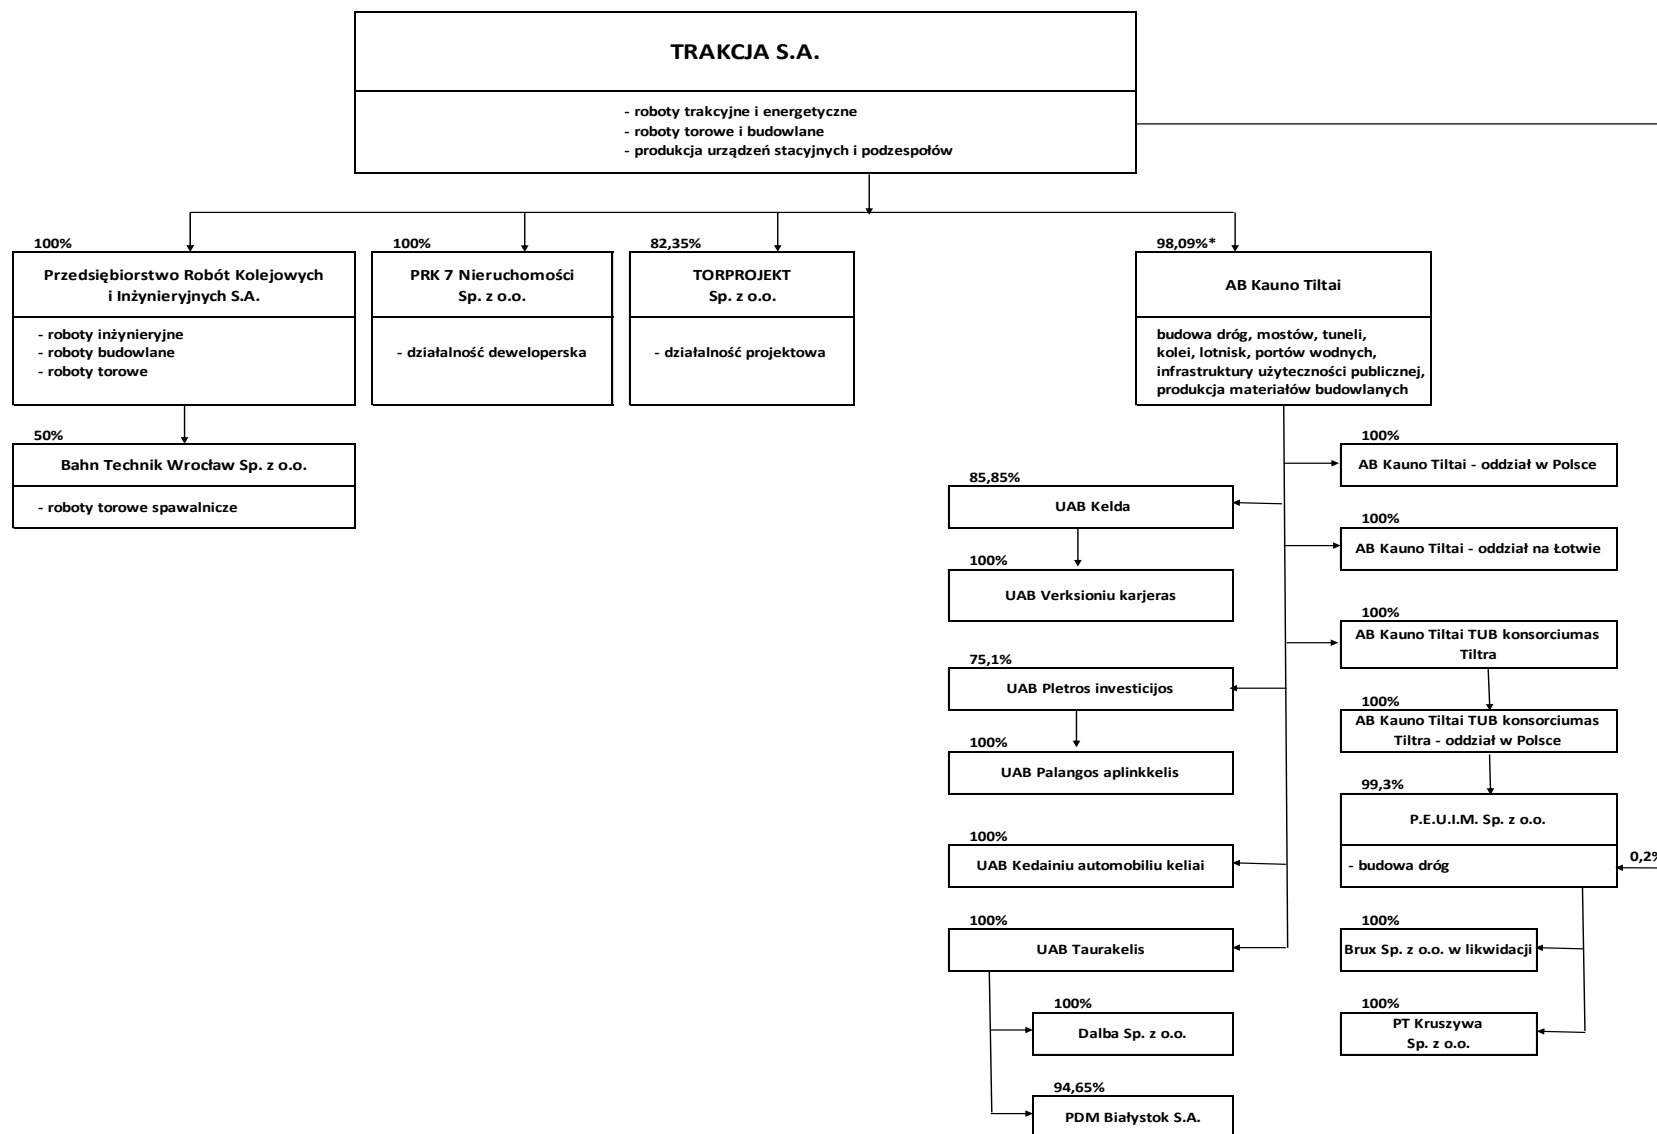 TRAKCJA S.A.
- roboty trakcyjne i energetyczne
- roboty torowe i budowlane
- produkcja urządzeń stacyjnych i podzespołów
100%
Przedsiębiorstwo Robót Kolejowych
i Inżynieryjnych S.A.
- roboty inżynieryjne
- roboty budowlane
- roboty torowe
50%
Bahn Technik Wrocław Sp. z o.o.
- roboty torowe spawalnicze
100%
PRK 7 Nieruchomości
Sp. z o.o.
- działalność deweloperska
82,35%
TORPROJEKT
Sp. z o.o.
- działalność projektowa
98,09%*
AB Kauno Tiltai
budowa dróg, mostów, tuneli,
kolei, lotnisk, portów wodnych,
infrastruktury użyteczności publicznej,
produkcja materiałów budowlanych
85,85%
UAB Kelda
100%
UAB Verksioniu karjeras
75,1%
UAB Pletros investicijos
100%
UAB Palangos aplinkkelis
100%
UAB Kedainiu automobiliu keliai
100%
UAB Taurakelis
100%
Dalba Sp. z o.o.
94,65%
PDM Białystok S.A.
100%
AB Kauno Tiltai - oddział w Polsce
100%
AB Kauno Tiltai - oddział na Łotwie
100%
AB Kauno Tiltai TUB konsorciumas
Tiltra
100%
AB Kauno Tiltai TUB konsorciumas
Tiltra - oddział w Polsce
99,3%
P.E.U.I.M. Sp. z o.o.
- budowa dróg
0,2%
100%
Brux Sp. z o.o. w likwidacji
100%
PT Kruszywa
Sp. z o.o.